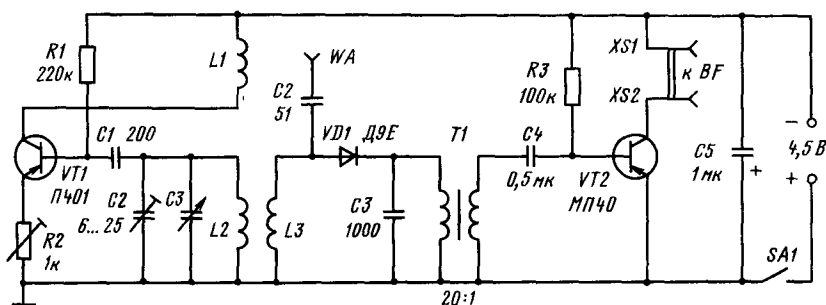 R1
220к
L1
WA
C2
51
VD1 Д9Е
R3
100к
XS1
к BF
XS2
C1 200
VT1
П401
C2
6...25
C3
L2
L3
C3
1000
T1
20:1
C4
0,5мк
VT2
МП40
C5
1мк
+
−
4,5В
+
SA1
R2
1к